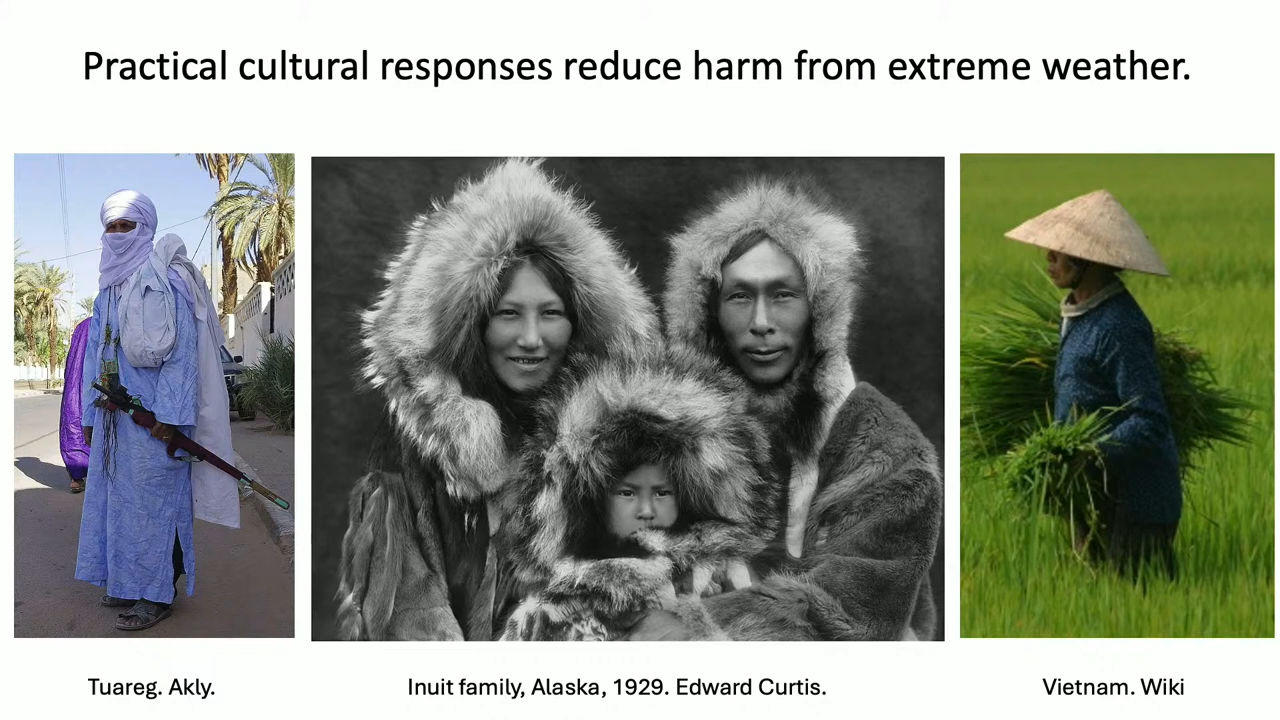 Practical cultural responses reduce harm from extreme weather.
Tuareg. Akly.
Inuit family, Alaska, 1929. Edward Curtis.
Vietnam. Wiki